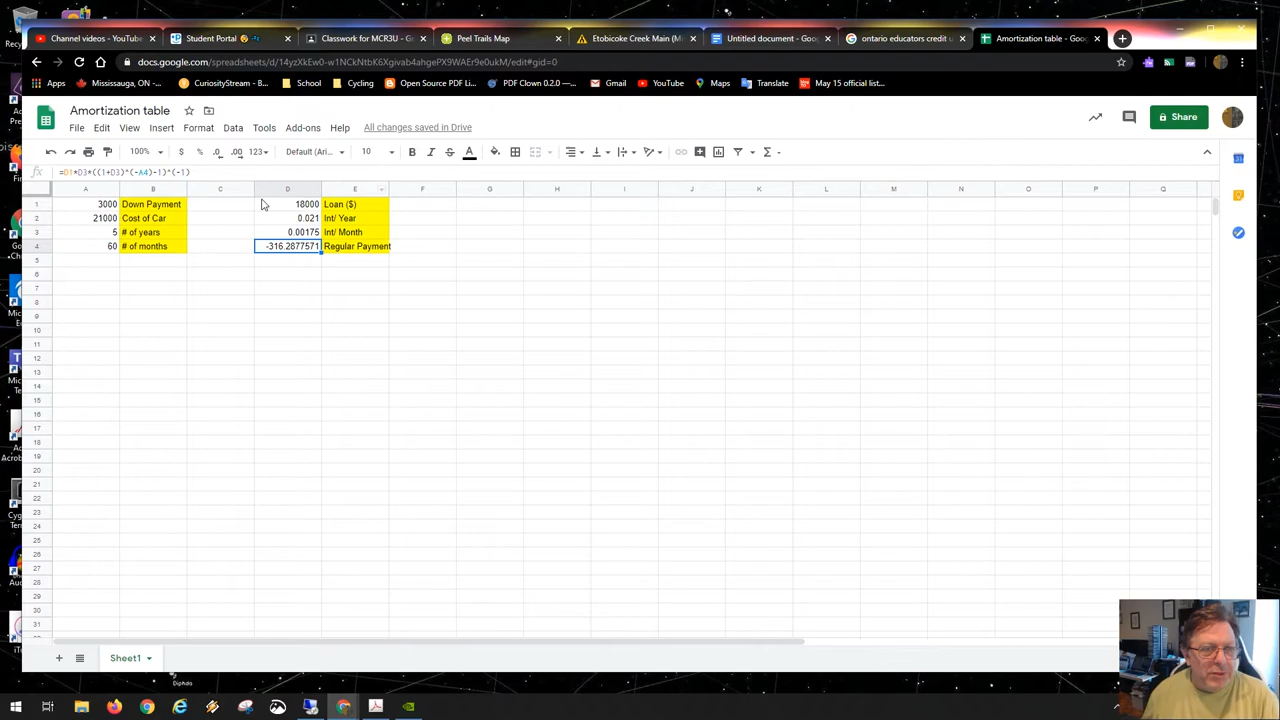 Channel videos - YouTube
Student Portal
Classwork for MCR3U - G
Peel Trails Map
Etobicoke Creek Main (M
Untitled document - Google
ontario educators credit u
Amortization table - Goog
docs.google.com/spreadsheets/d/14yzXkEw0-w1NCkNtbK6Xgivab4ahgePX9WAEr9e0ukM/edit#gid=0
Apps
Mississauga, ON -1...
CuriosityStream - B...
School
Cycling
Open Source PDF Li...
PDF Clown 0.2.0 —...
Gmail
YouTube
Maps
Translate
May 15 official list...
Amortization table
File Edit View Insert Format Data Tools Add-ons Help All changes saved in Drive
Share
100% $ % .0 .00 123 Default (Ari... 10 B I S A
fx =D1*D3*((1+D3)^(-A4)-1)^(-1)
A B C D E F G H I J K L M N O P Q
1 3000 Down Payment 18000 Loan ($)
2 21000 Cost of Car 0.021 Int/ Year
3 5 # of years 0.00175 Int/ Month
4 60 # of months -316.2877571 Regular Payment
5
6
7
8
9
10
11
12
13
14
15
16
17
18
19
20
21
22
23
24
25
26
27
28
29
30
31
Sheet1
Diphda